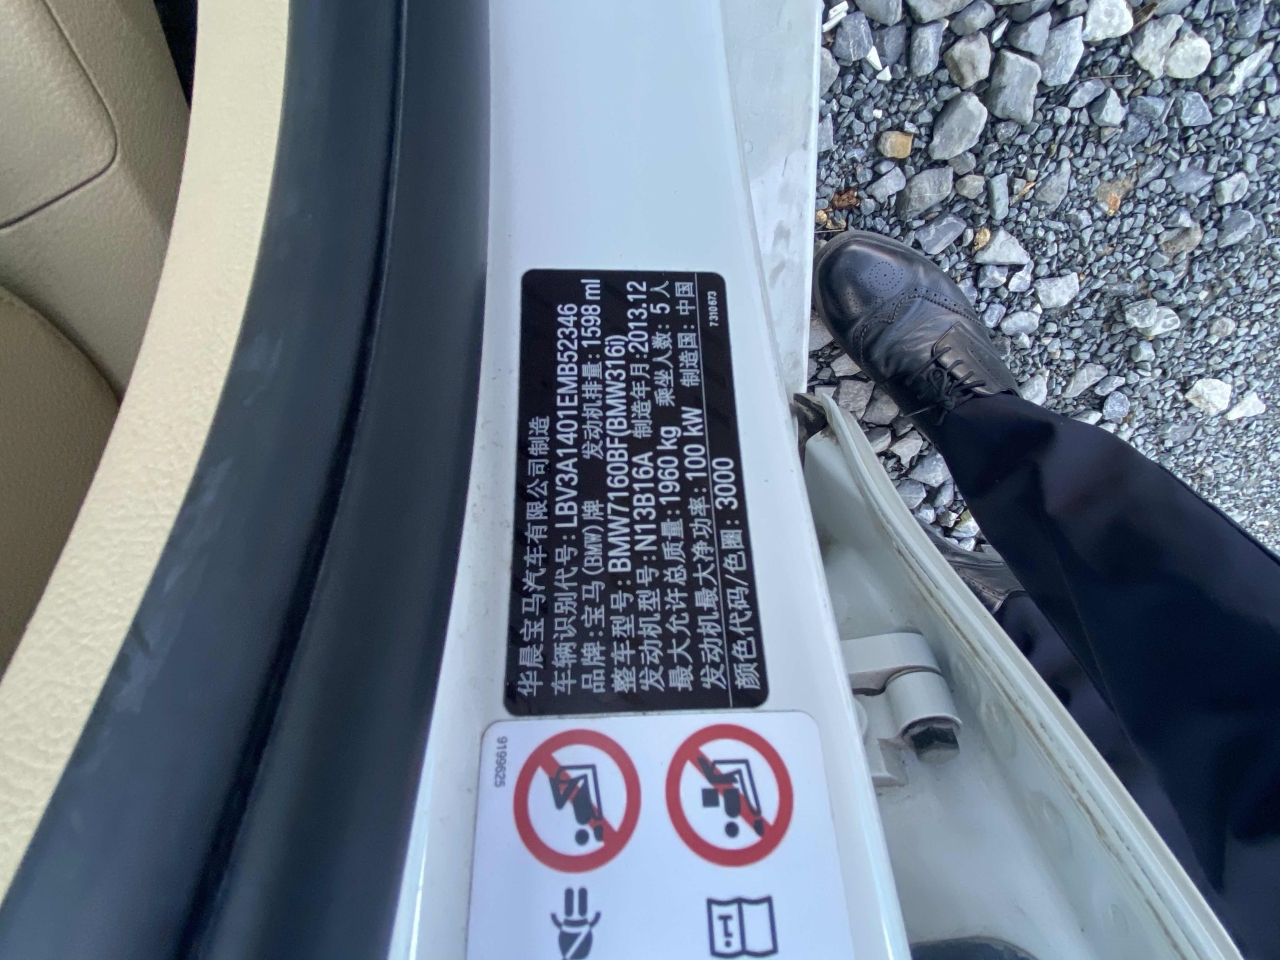 华晨宝马汽车有限公司制造
车辆识别代号:LBV3A1401EMB52346
品牌:宝马(BMW)牌 发动机排量:1598 ml
整车型号:BMW7160BF(BMW316i)
发动机型号:N13B16A 制造年月:2013.12
最大允许总质量:1960 kg 乘坐人数:5人
发动机最大净功率:100 kW 制造国:中国
颜色代码/色圈:3000
7310673
9199625